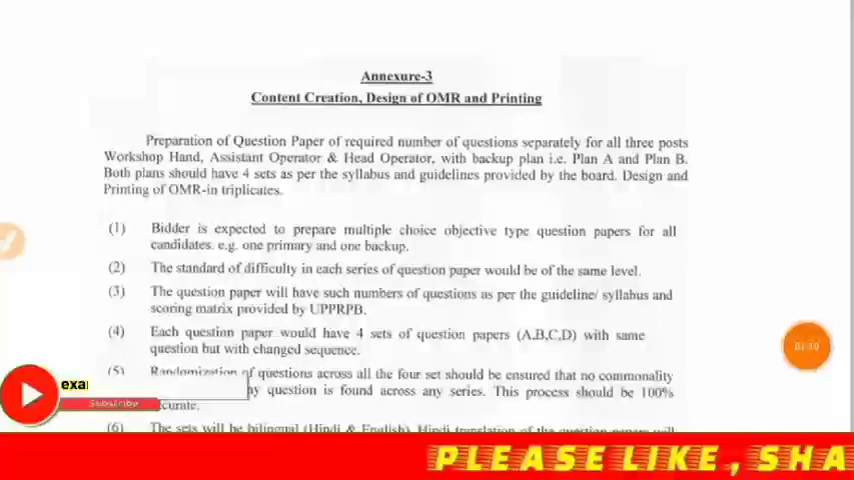 Annexure-3
Content Creation, Design of OMR and Printing
Preparation of Question Paper of required number of questions separately for all three posts
Workshop Hand, Assistant Operator & Head Operator, with backup plan i.e. Plan A and Plan B.
Both plans should have 4 sets as per the syllabus and guidelines provided by the board. Design and
Printing of OMR-in triplicates.
(1) Bidder is expected to prepare multiple choice objective type question papers for all
candidates. e.g. one primary and one backup.
(2) The standard of difficulty in each series of question paper would be of the same level.
(3) The question paper will have such numbers of questions as per the guideline/ syllabus and
scoring matrix provided by UPPRPB.
(4) Each question paper would have 4 sets of question papers (A,B,C,D) with same
question but with changed sequence.
(5) Randomization of questions across all the four set should be ensured that no commonality
question is found across any series. This process should be 100%
(6) The sets will be bilingual (Hindi & English). Hindi translation of the question papers will
exa
Subscribe
PLEASE LIKE, SHA